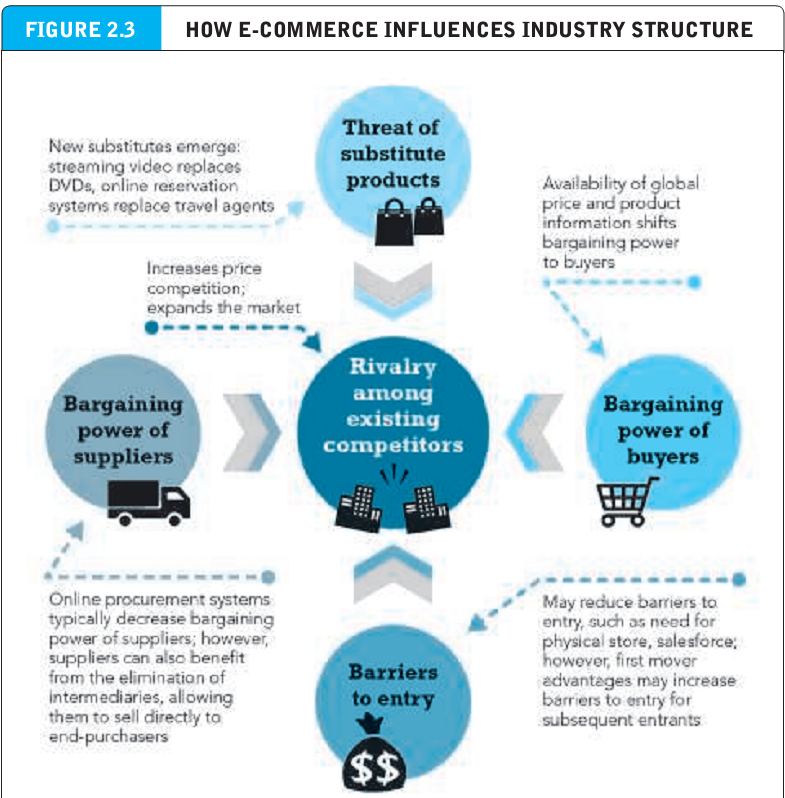 FIGURE 2.3
HOW E-COMMERCE INFLUENCES INDUSTRY STRUCTURE
Threat of
substitute
products
New substitutes emerge:
streaming video replaces
DVDs, online reservation
systems replace travel agents
Availability of global
price and product
information shifts
bargaining power
to buyers
Increases price
competition;
expands the market
Rivalry
among
existing
competitors
Bargaining
power of
suppliers
Bargaining
power of
buyers
Online procurement systems
typically decrease bargaining
power of suppliers; however,
suppliers can also benefit
from the elimination of
intermediaries, allowing
them to sell directly to
end-purchasers
May reduce barriers to
entry, such as need for
physical store, salesforce;
however, first mover
advantages may increase
barriers to entry for
subsequent entrants
Barriers
to entry
$$